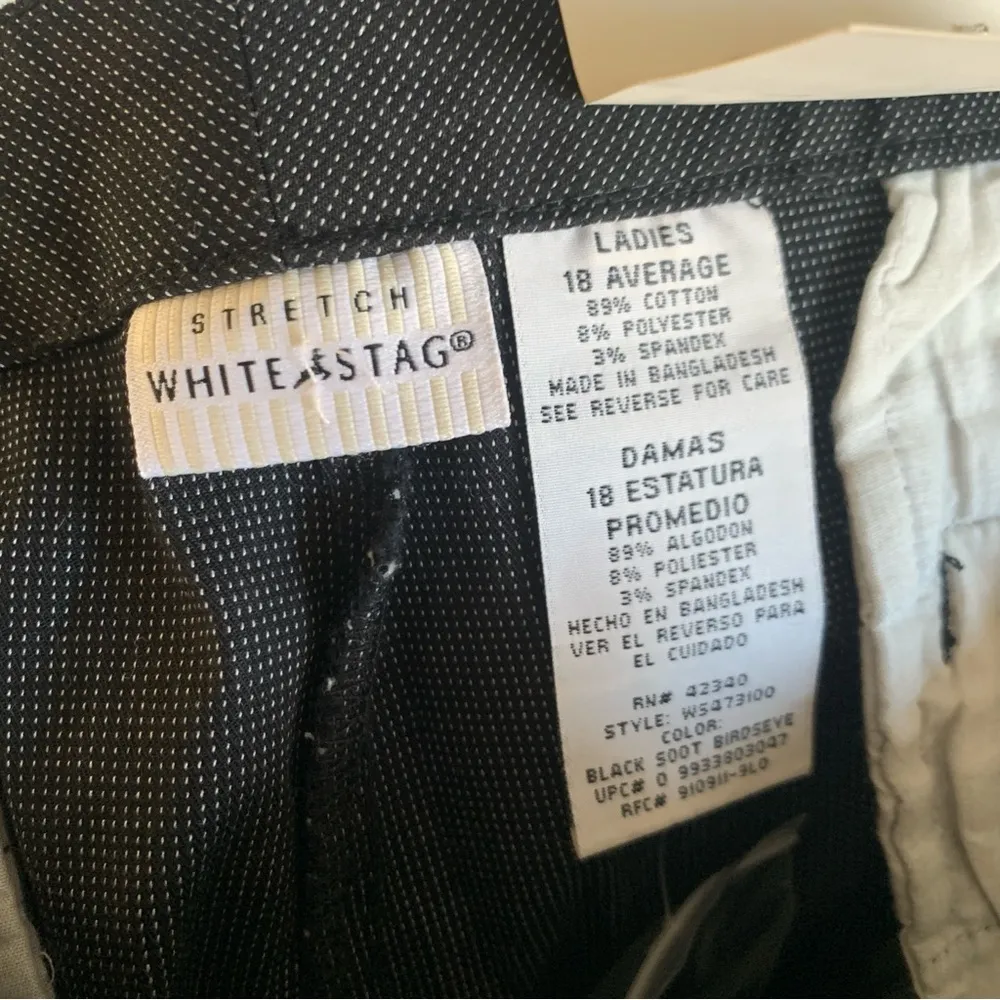 STRETCH
WHITE STAG®
LADIES
18 AVERAGE
89% COTTON
8% POLYESTER
3% SPANDEX
MADE IN BANGLADESH
SEE REVERSE FOR CARE
DAMAS
18 ESTATURA
PROMEDIO
89% ALGODON
8% POLIESTER
3% SPANDEX
HECHO EN BANGLADESH
VER EL REVERSO PARA
EL CUIDADO
RN# 42340
STYLE: WS473100
COLOR:
BLACK SOOT BIRDSEYE
UPC# 0 9933803047
RFC# 910911-9L0